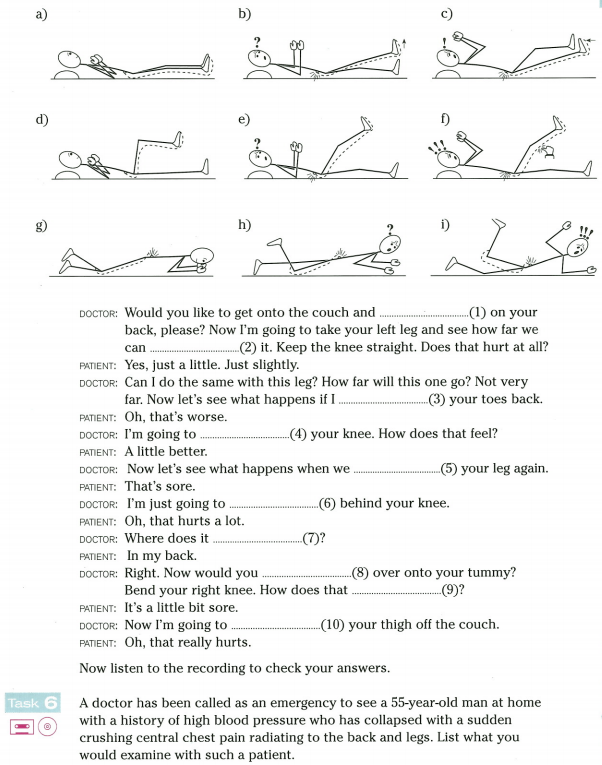 a)
b)
c)
?
!
d)
e)
f)
?
!!!
g)
h)
i)
?
!!!
DOCTOR: Would you like to get onto the couch and ..............................(1) on your
back, please? Now I'm going to take your left leg and see how far we
can ..............................(2) it. Keep the knee straight. Does that hurt at all?
PATIENT: Yes, just a little. Just slightly.
DOCTOR: Can I do the same with this leg? How far will this one go? Not very
far. Now let's see what happens if I ..............................(3) your toes back.
PATIENT: Oh, that's worse.
DOCTOR: I'm going to ..............................(4) your knee. How does that feel?
PATIENT: A little better.
DOCTOR: Now let's see what happens when we ..............................(5) your leg again.
PATIENT: That's sore.
DOCTOR: I'm just going to ..............................(6) behind your knee.
PATIENT: Oh, that hurts a lot.
DOCTOR: Where does it ..............................(7)?
PATIENT: In my back.
DOCTOR: Right. Now would you ..............................(8) over onto your tummy?
Bend your right knee. How does that ..............................(9)?
PATIENT: It's a little bit sore.
DOCTOR: Now I'm going to ..............................(10) your thigh off the couch.
PATIENT: Oh, that really hurts.
Now listen to the recording to check your answers.
Task 6 A doctor has been called as an emergency to see a 55-year-old man at home
with a history of high blood pressure who has collapsed with a sudden
crushing central chest pain radiating to the back and legs. List what you
would examine with such a patient.